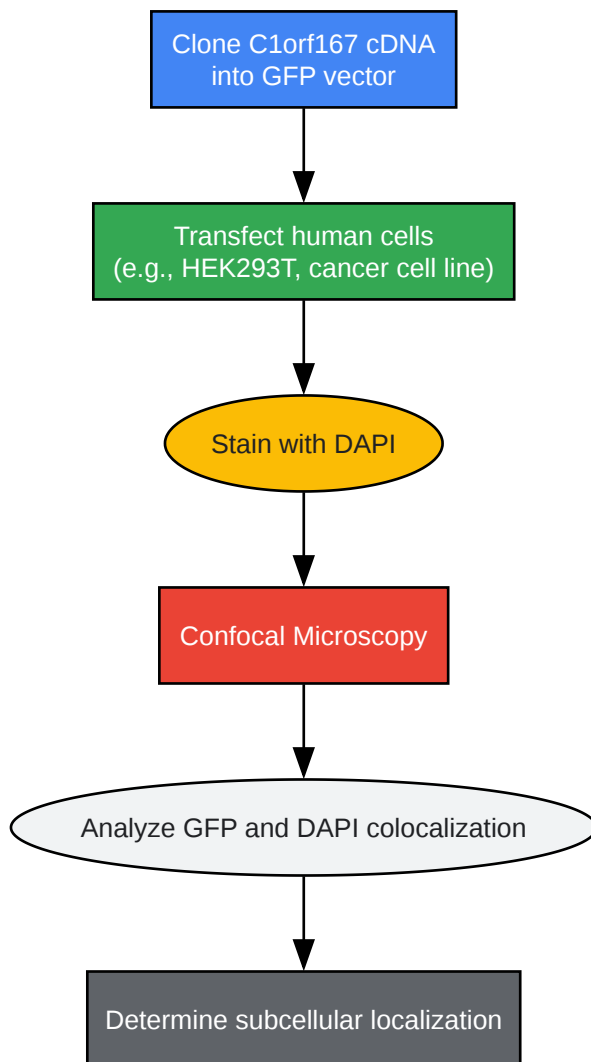 Clone C1orf167 cDNA
into GFP vector
Transfect human cells
(e.g., HEK293T, cancer cell line)
Stain with DAPI
Confocal Microscopy
Analyze GFP and DAPI colocalization
Determine subcellular localization